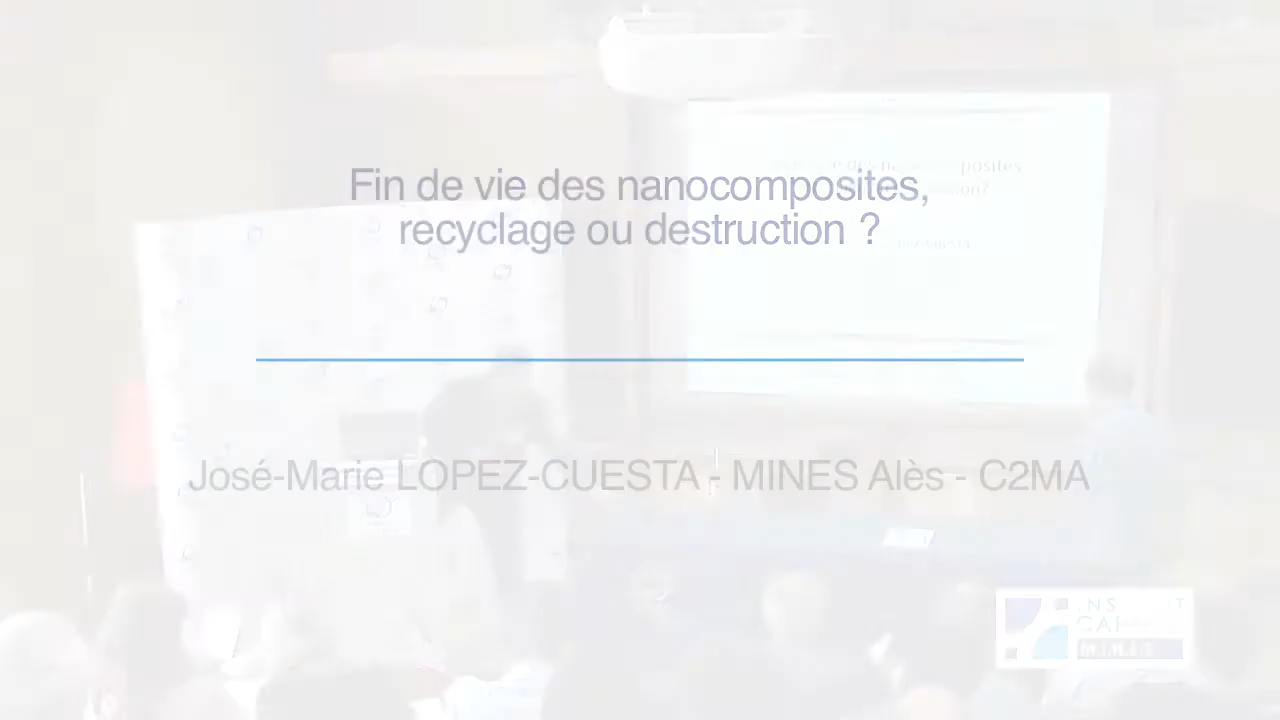 Fin de vie des nanocomposites,
recyclage ou destruction ?
José-Marie LOPEZ-CUESTA - MINES Alès - C2MA